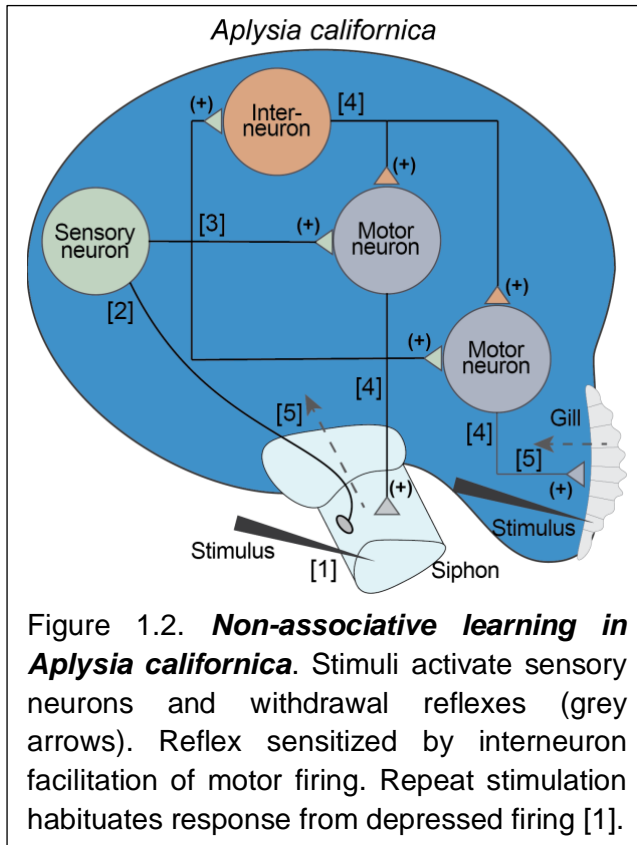 Aplysia californica
(+)
Inter-
neuron
[4]
(+)
Sensory
neuron
[3]
(+)
Motor
neuron
[2]
(+)
(+)
Motor
neuron
[4]
[5]
[4]
Gill
[5]
(+)
(+)
Stimulus
Stimulus
[1]
Siphon
Figure 1.2. Non-associative learning in
Aplysia californica. Stimuli activate sensory
neurons and withdrawal reflexes (grey
arrows). Reflex sensitized by interneuron
facilitation of motor firing. Repeat stimulation
habituates response from depressed firing [1].